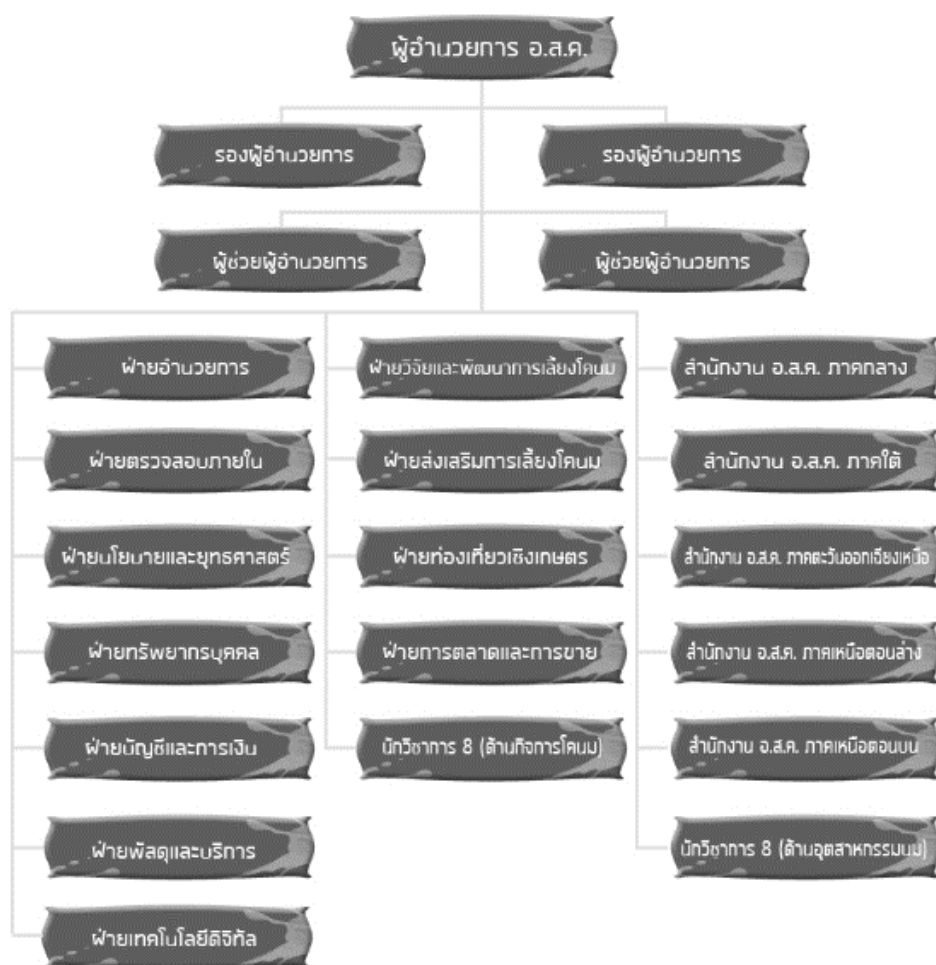 ผู้อำนวยการ อ.ส.ค.
รองผู้อำนวยการ
รองผู้อำนวยการ
ผู้ช่วยผู้อำนวยการ
ผู้ช่วยผู้อำนวยการ
ฝ่ายอำนวยการ
ฝ่ายตรวจสอบภายใน
ฝ่ายนโยบายและยุทธศาสตร์
ฝ่ายทรัพยากรบุคคล
ฝ่ายบัญชีและการเงิน
ฝ่ายพัสดุและบริการ
ฝ่ายเทคโนโลยีดิจิทัล
ฝ่ายวิจัยและพัฒนาการเลี้ยงโคนม
ฝ่ายส่งเสริมการเลี้ยงโคนม
ฝ่ายท่องเที่ยวเชิงเกษตร
ฝ่ายการตลาดและการขาย
นักวิชาการ 8 (ด้านกิจการโคนม)
สำนักงาน อ.ส.ค. ภาคกลาง
สำนักงาน อ.ส.ค. ภาคใต้
สำนักงาน อ.ส.ค. ภาคตะวันออกเฉียงเหนือ
สำนักงาน อ.ส.ค. ภาคเหนือตอนล่าง
สำนักงาน อ.ส.ค. ภาคเหนือตอนบน
นักวิชาการ 8 (ด้านอุตสาหกรรมนม)